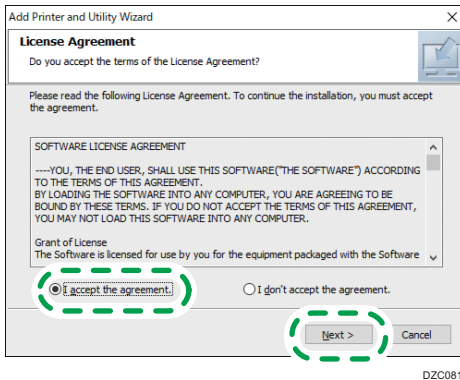 Add Printer and Utility Wizard
License Agreement
Do you accept the terms of the License Agreement?
Please read the following License Agreement. To continue the installation, you must accept
the agreement.
SOFTWARE LICENSE AGREEMENT
----YOU, THE END USER, SHALL USE THIS SOFTWARE("THE SOFTWARE") ACCORDING
TO THE TERMS OF THIS AGREEMENT.
BY LOADING THE SOFTWARE INTO ANY COMPUTER, YOU ARE AGREEING TO BE
BOUND BY THESE TERMS. IF YOU DO NOT ACCEPT THE TERMS OF THIS AGREEMENT,
YOU MAY NOT LOAD THIS SOFTWARE INTO ANY COMPUTER.
Grant of License
The Software is licensed for use by you for the equipment packaged with the Software
I accept the agreement. I don't accept the agreement.
Next > Cancel
DZC081